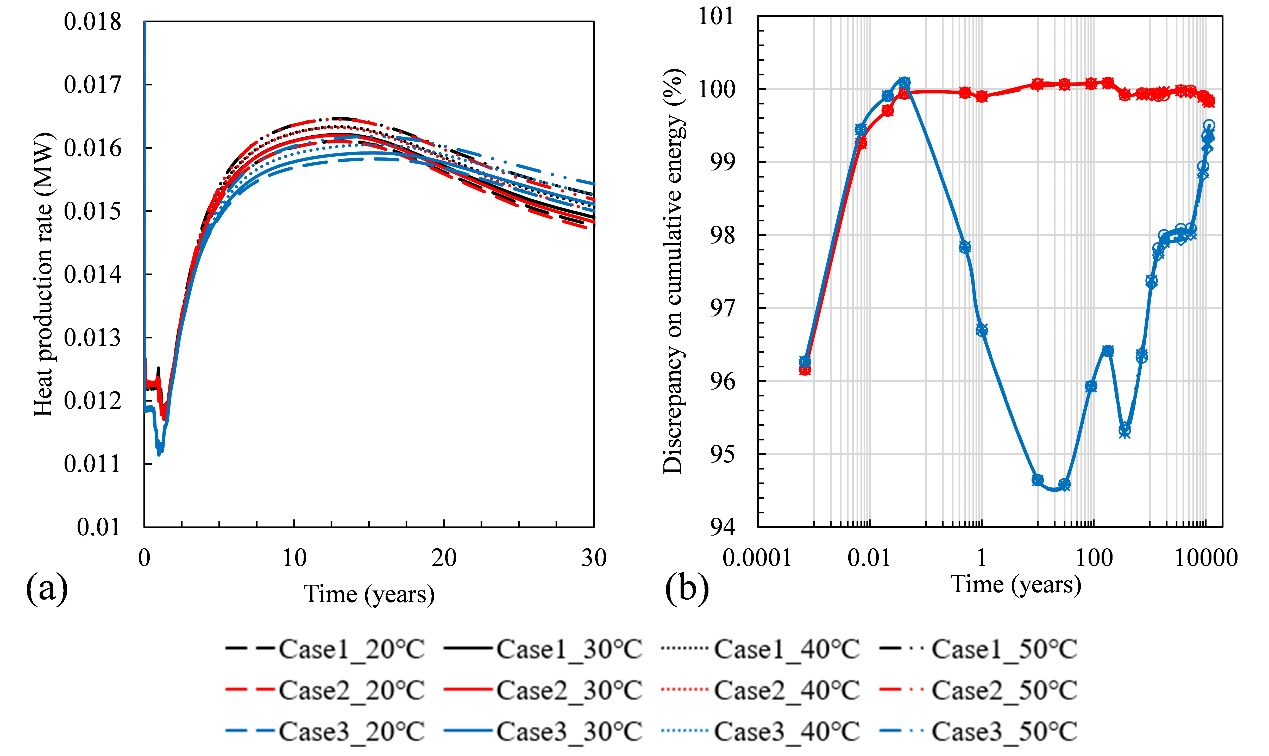 0.018
0.017
0.016
0.015
0.014
0.013
0.012
0.011
0.01
Heat production rate (MW)
0 10 20 30
Time (years)
(a)
101
100
99
98
97
96
95
94
Discrepancy on cumulative energy (%)
0.0001 0.01 1 100 10000
Time (years)
(b)
Case1_20℃ Case1_30℃ Case1_40℃ Case1_50℃
Case2_20℃ Case2_30℃ Case2_40℃ Case2_50℃
Case3_20℃ Case3_30℃ Case3_40℃ Case3_50℃